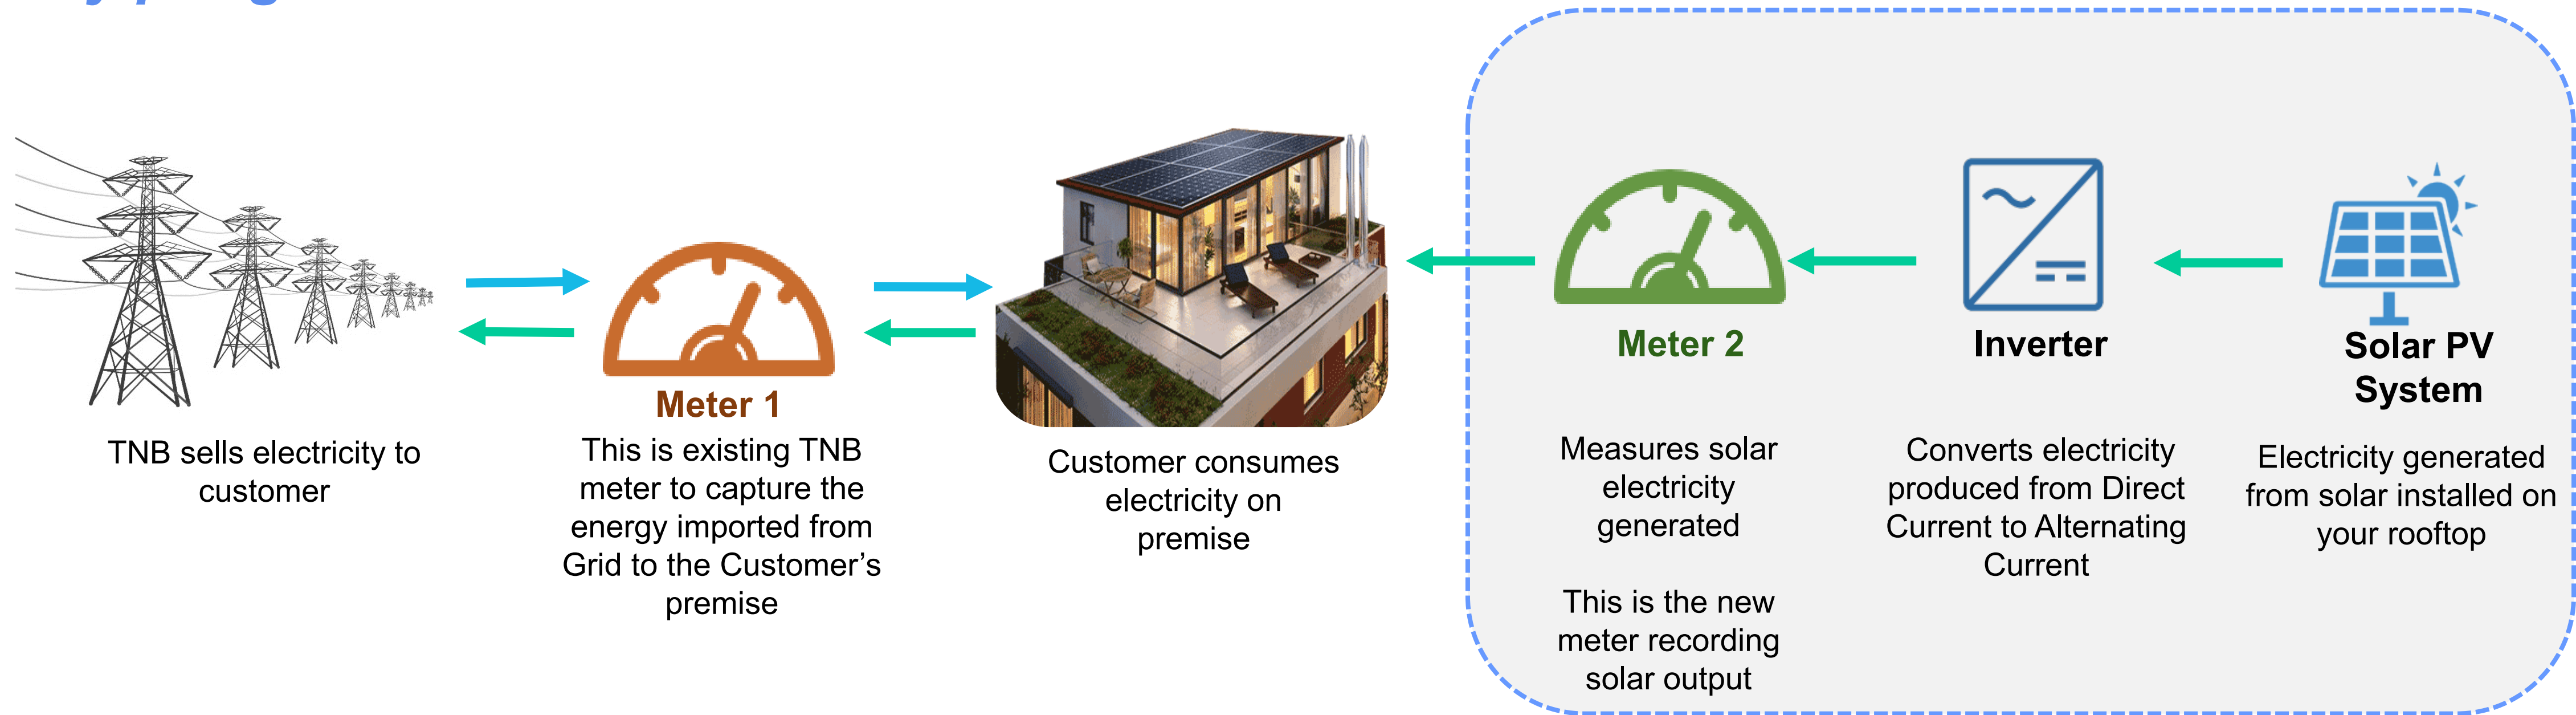 Meter 1
Meter 2
Inverter
Solar PV
System
TNB sells electricity to
customer
This is existing TNB
meter to capture the
energy imported from
Grid to the Customer’s
premise
Customer consumes
electricity on
premise
Measures solar
electricity
generated
This is the new
meter recording
solar output
Converts electricity
produced from Direct
Current to Alternating
Current
Electricity generated
from solar installed on
your rooftop